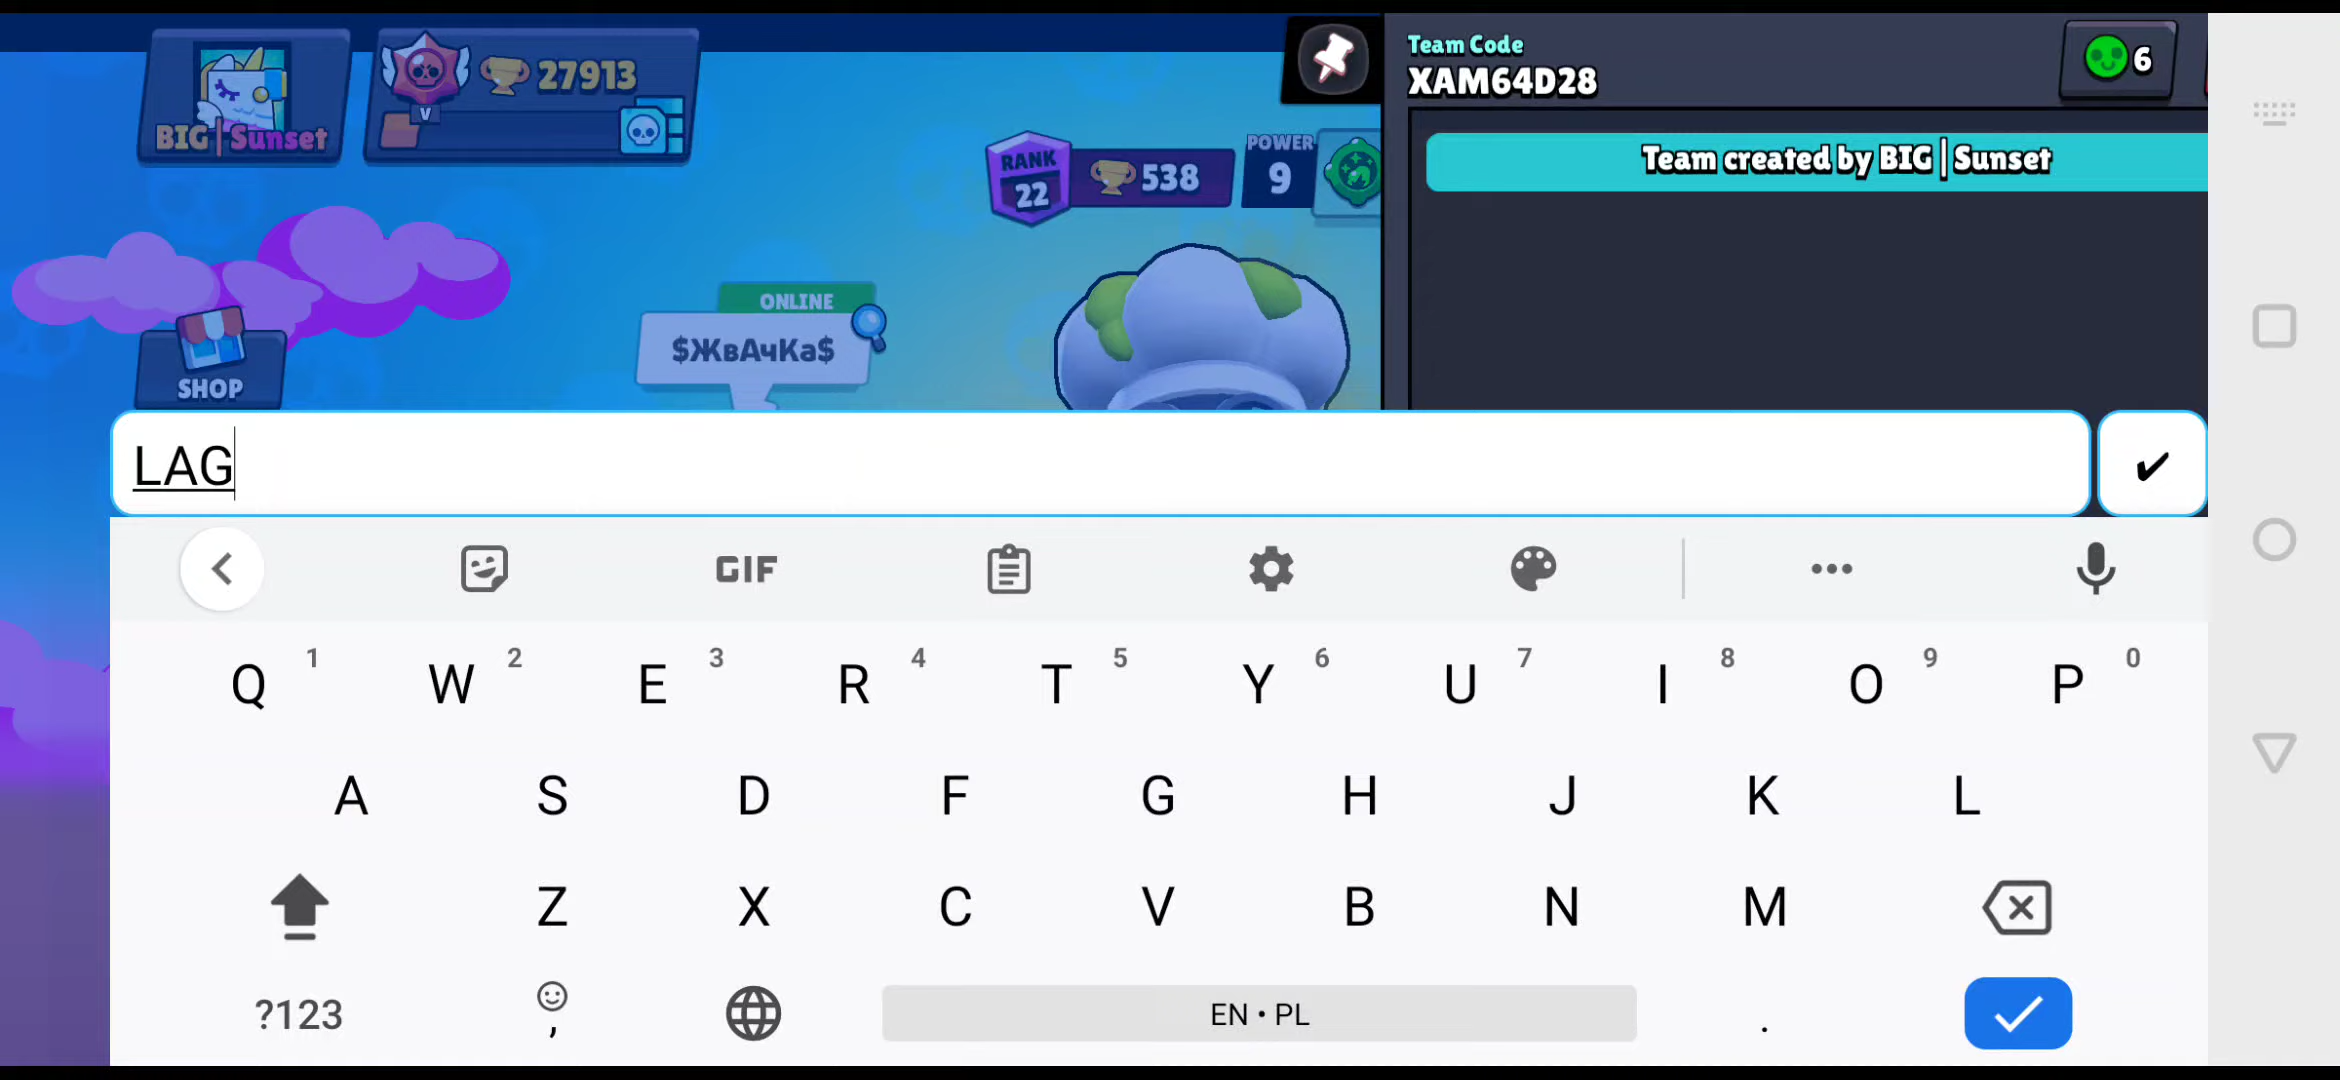 BIG|Sunset
27913
V
RANK
22
538
POWER
9
Team Code
XAM64D28
6
Team created by BIG|Sunset
ONLINE
$ЖвАчКа$
SHOP
LAG
GIF
Q 1 W 2 E 3 R 4 T 5 Y 6 U 7 I 8 O 9 P 0
A S D F G H J K L
Z X C V B N M
?123 , EN • PL .